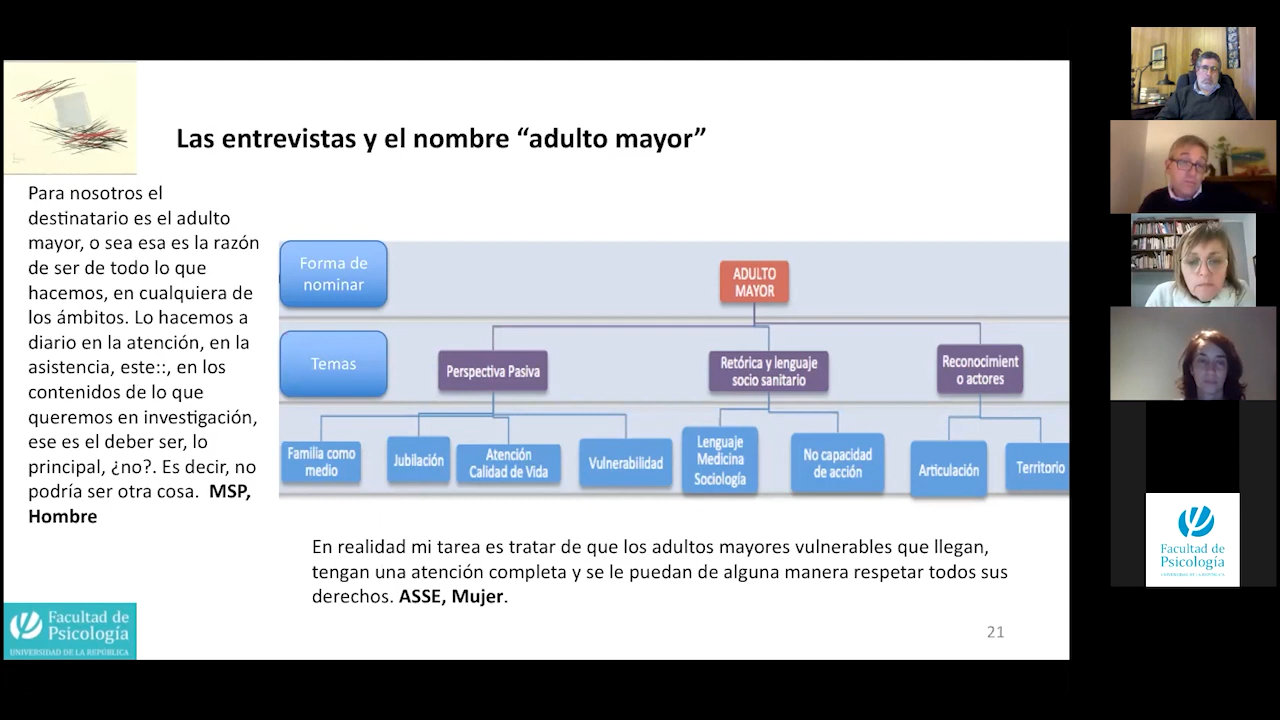 Las entrevistas y el nombre “adulto mayor”
Para nosotros el
destinatario es el adulto
mayor, o sea esa es la razón
de ser de todo lo que
hacemos, en cualquiera de
los ámbitos. Lo hacemos a
diario en la atención, en la
asistencia, este::, en los
contenidos de lo que
queremos en investigación,
ese es el deber ser, lo
principal, ¿no?. Es decir, no
podría ser otra cosa. MSP,
Hombre
Forma de
nominar
ADULTO
MAYOR
Temas
Perspectiva Pasiva
Retórica y lenguaje
socio sanitario
Reconocimient
o actores
Familia como
medio
Jubilación
Atención
Calidad de Vida
Vulnerabilidad
Lenguaje
Medicina
Sociología
No capacidad
de acción
Articulación
Territorio
En realidad mi tarea es tratar de que los adultos mayores vulnerables que llegan,
tengan una atención completa y se le puedan de alguna manera respetar todos sus
derechos. ASSE, Mujer.
21
Facultad de
Psicología
UNIVERSIDAD DE LA REPÚBLICA
Facultad de
Psicología
UNIVERSIDAD DE LA REPÚBLICA